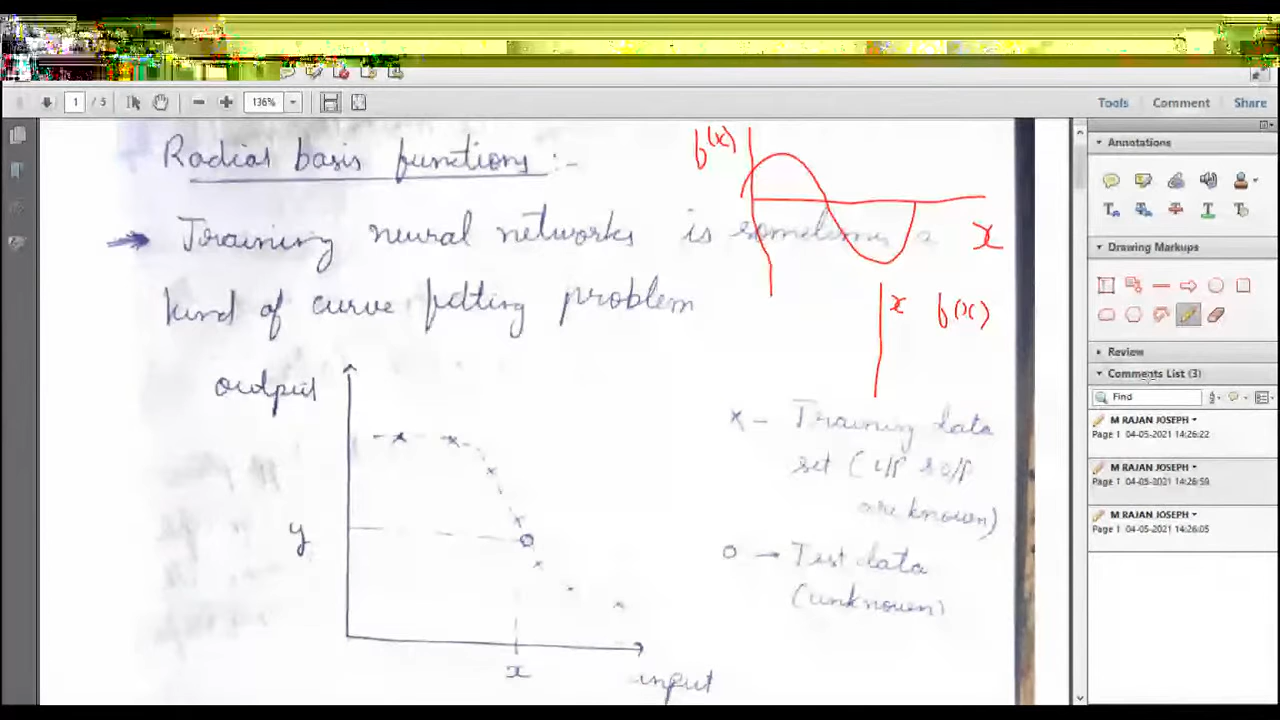 1 / 5
136%
Tools Comment Share
Annotations
Drawing Markups
Review
Comments List (3)
Find
M RAJAN JOSEPH
Page 1 04-05-2021 14:26:22
M RAJAN JOSEPH
Page 1 04-05-2021 14:26:59
M RAJAN JOSEPH
Page 1 04-05-2021 14:26:05
Radial basis functions :-
Training neural networks is sometimes a
kind of curve fitting problem
f(x)
x
x f(x)
output
y
x
input
x – Training data
set ( i/p & o/p
are known)
o → Test data
(unknown)